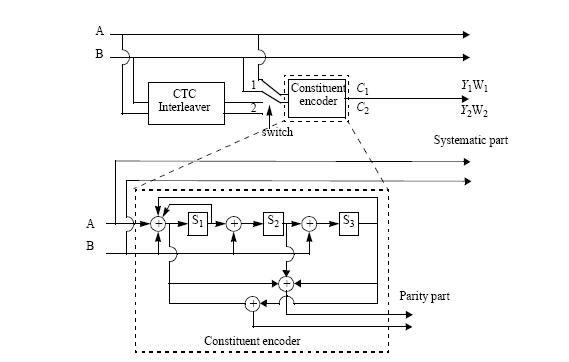 A
B
CTC
Interleaver
1
2
switch
Constituent
encoder
C₁
C₂
Y₁W₁
Y₂W₂
Systematic part
A
B
+
S₁
+
S₂
+
S₃
+
+
Parity part
Constituent encoder